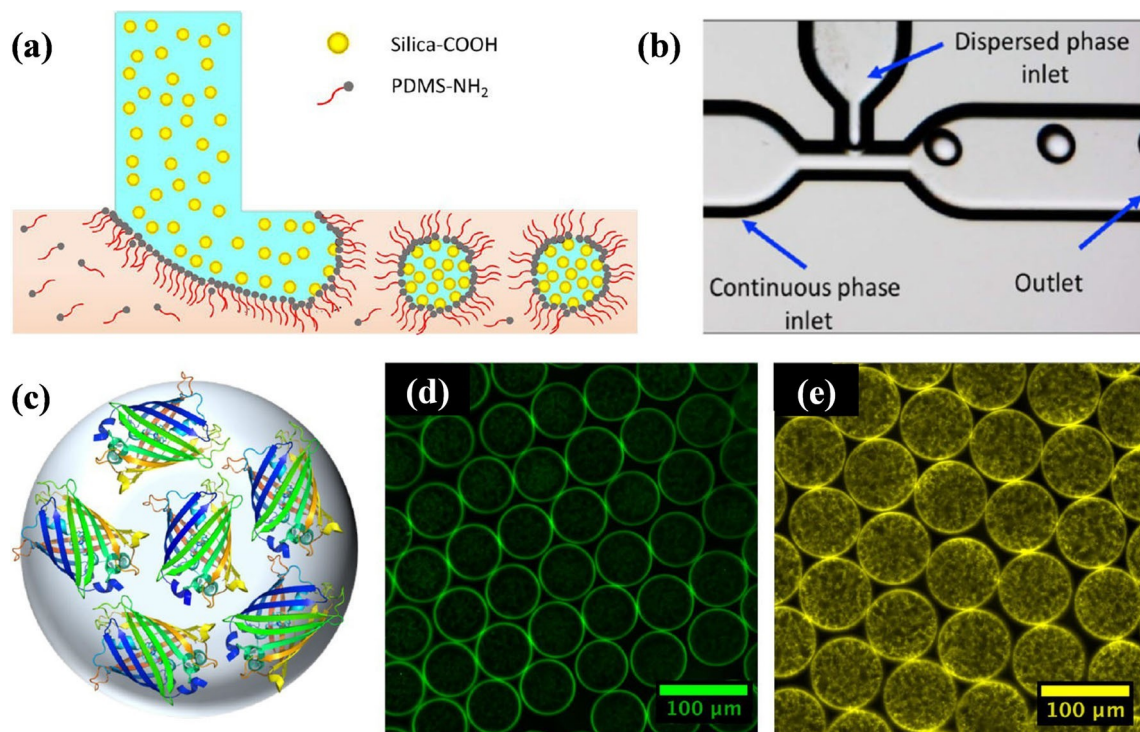 (a)
Silica-COOH
PDMS-NH₂
(b)
Dispersed phase
inlet
Continuous phase
inlet
Outlet
(c)
(d)
100 μm
(e)
100 μm